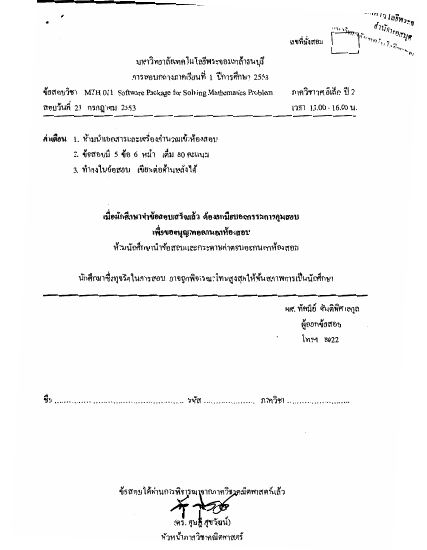 เลขที่นั่งสอบ
สำนักหอสมุด
มหาวิทยาลัยเทคโนโลยีพระจอมเกล้าธนบุรี
การสอบกลางภาคเรียนที่ 1 ปีการศึกษา 2553
ข้อสอบวิชา MTH 011 Software Package for Solving Mathematics Problem ภาควิชาคณิต ปี 2
สอบวันที่ 23 กรกฎาคม 2553 เวลา 13.00 - 16.00 น.
คำเตือน 1. ห้ามนำเอกสารและเครื่องคำนวณเข้าห้องสอบ
2. ข้อสอบมี 5 ข้อ 6 หน้า เต็ม 80 คะแนน
3. ทำลงในข้อสอบ เขียนต่อด้านหลังได้
เมื่อนักศึกษาทำข้อสอบเสร็จแล้ว ต้องยกมือบอกกรรมการคุมสอบ
เพื่อขออนุญาตออกนอกห้องสอบ
ห้ามนักศึกษานำข้อสอบและกระดาษคำตอบออกนอกห้องสอบ
นักศึกษาซึ่งทุจริตในการสอบ อาจถูกพิจารณาโทษสูงสุดให้พ้นสภาพการเป็นนักศึกษา
ผศ. ทัศนีย์
ผู้ออกข้อสอบ
โทรฯ 8922
ชื่อ ............................................ รหัส .................. ภาควิชา ......................
ข้อสอบได้ผ่านการพิจารณาจากภาควิชาคณิตศาสตร์แล้ว
(ดร. ดุษฎี ศุขวัฒน์)
หัวหน้าภาควิชาคณิตศาสตร์